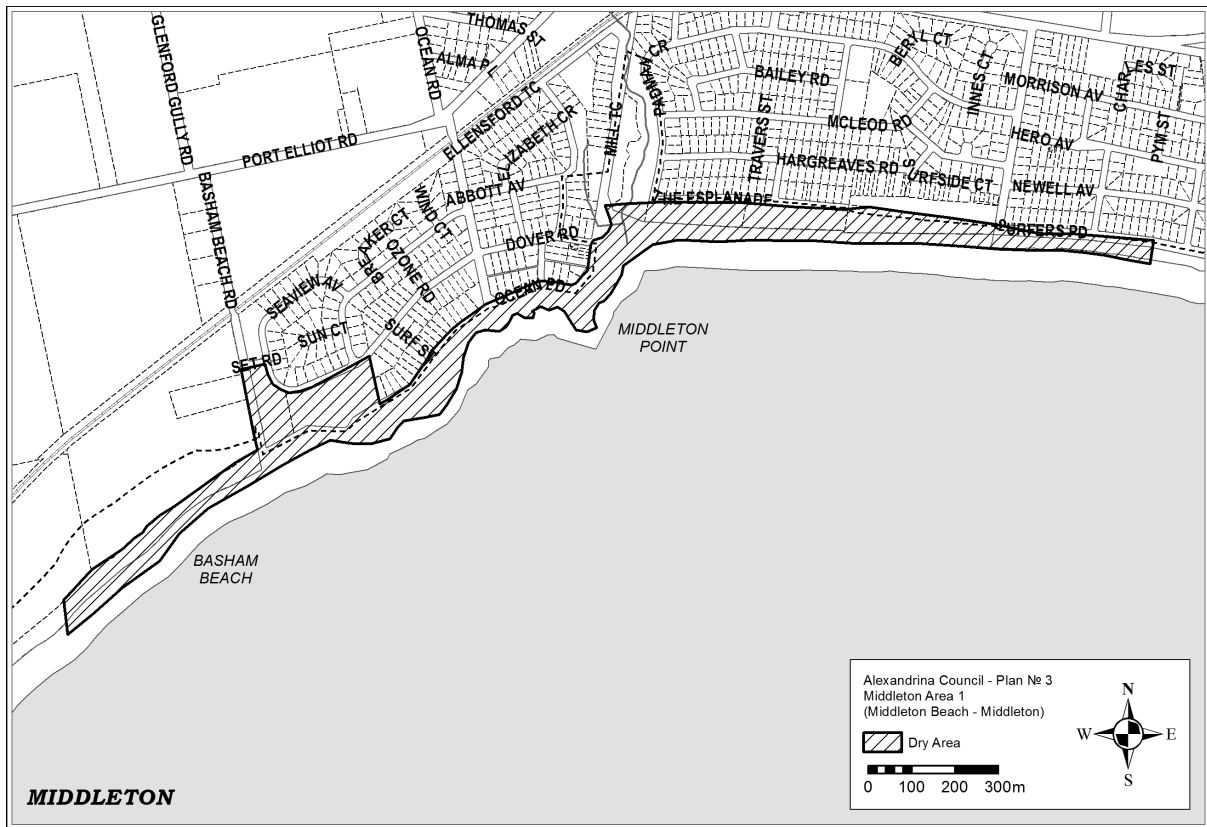 THOMAS ST
GLENFORD GULLY RD
OCEAN RD
ALMA PL
ELLENSFORD TC
ELIZABETH CR
MILL TC
CR
BAILEY RD
BERYL CT
INNES CT
MORRISON AV
CHAR
LES ST
PYM ST
TRAVERS ST
MCLEOD RD
HERO AV
HARGREAVES RD
SURFSIDE CT
NEWELL AV
PORT ELLIOT RD
BASHAM BEACH RD
ABBOTT AV
WIND CT
BREAKER CT
OZONE RD
DOVER RD
THE ESPLANADE
SURFERS PD
SEAVIEW AV
SUN CT
SURF ST
OCEAN PD
SET RD
MIDDLETON
POINT
BASHAM
BEACH
Alexandrina Council - Plan № 3
Middleton Area 1
(Middleton Beach - Middleton)
Dry Area
0 100 200 300m
N
W E
S
MIDDLETON